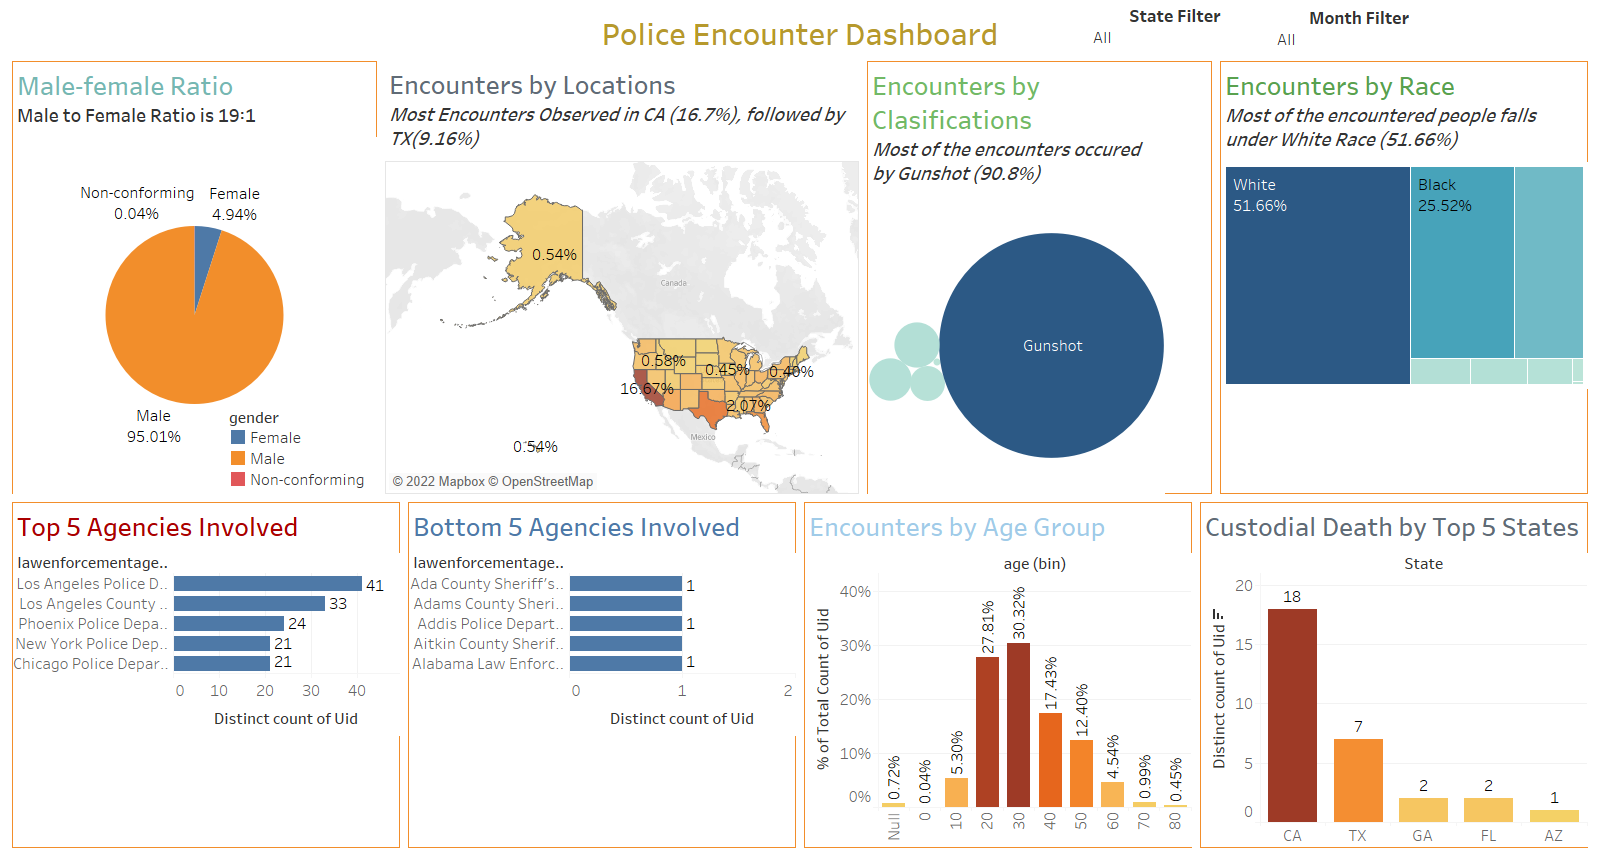 Police Encounter Dashboard
State Filter
All
Month Filter
All
Male-female Ratio
Male to Female Ratio is 19:1
Non-conforming
0.04%
Female
4.94%
Male
95.01%
gender
Female
Male
Non-conforming
Encounters by Locations
Most Encounters Observed in CA (16.7%), followed by
TX(9.16%)
0.54%
Canada
0.58%
0.45%
0.40%
16.67%
2.07%
Mexico
0.54%
© 2022 Mapbox © OpenStreetMap
Encounters by
Clasifications
Most of the encounters occured
by Gunshot (90.8%)
Gunshot
Encounters by Race
Most of the encountered people falls
under White Race (51.66%)
White
51.66%
Black
25.52%
Top 5 Agencies Involved
lawenforcementage..
Los Angeles Police D..
41
Los Angeles County ..
33
Phoenix Police Depa..
24
New York Police Dep..
21
Chicago Police Depar..
21
0 10 20 30 40
Distinct count of Uid
Bottom 5 Agencies Involved
lawenforcementage..
Ada County Sheriff's..
1
Adams County Sheri..
Addis Police Depart..
1
Aitkin County Sherif..
Alabama Law Enforc..
1
0 1 2
Distinct count of Uid
Encounters by Age Group
age (bin)
% of Total Count of Uid
40%
30%
20%
10%
0%
0.72%
0.04%
5.30%
27.81%
30.32%
17.43%
12.40%
4.54%
0.99%
0.45%
Null 0 10 20 30 40 50 60 70 80
Custodial Death by Top 5 States
State
Distinct count of Uid
20
15
10
5
0
18
7
2
2
1
CA TX GA FL AZ